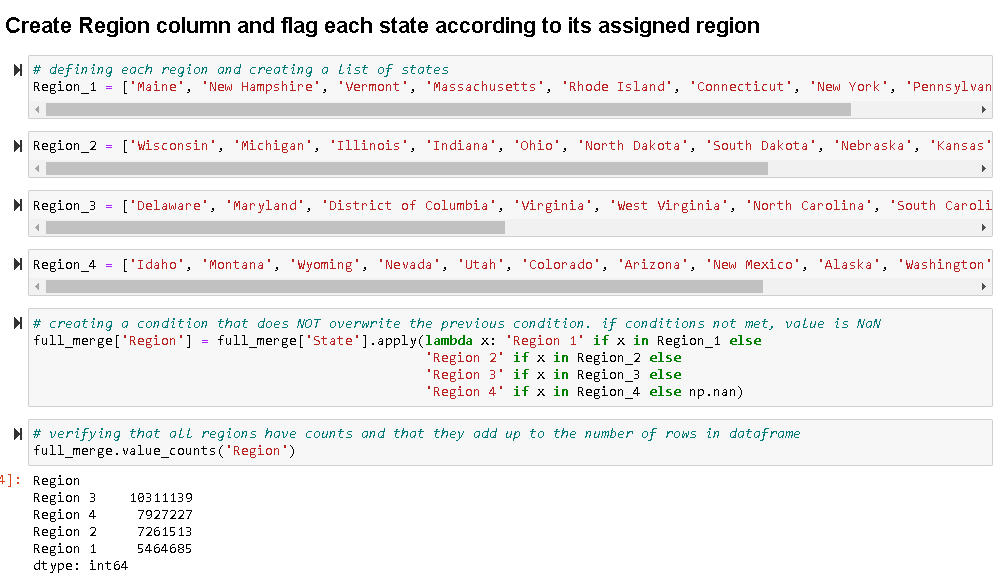 Create Region column and flag each state according to its assigned region
# defining each region and creating a list of states
Region_1 = ['Maine', 'New Hampshire', 'Vermont', 'Massachusetts', 'Rhode Island', 'Connecticut', 'New York', 'Pennsylvan
Region_2 = ['Wisconsin', 'Michigan', 'Illinois', 'Indiana', 'Ohio', 'North Dakota', 'South Dakota', 'Nebraska', 'Kansas'
Region_3 = ['Delaware', 'Maryland', 'District of Columbia', 'Virginia', 'West Virginia', 'North Carolina', 'South Caroli
Region_4 = ['Idaho', 'Montana', 'Wyoming', 'Nevada', 'Utah', 'Colorado', 'Arizona', 'New Mexico', 'Alaska', 'Washington'
# creating a condition that does NOT overwrite the previous condition. if conditions not met, value is NaN
full_merge['Region'] = full_merge['State'].apply(lambda x: 'Region 1' if x in Region_1 else
'Region 2' if x in Region_2 else
'Region 3' if x in Region_3 else
'Region 4' if x in Region_4 else np.nan)
# verifying that all regions have counts and that they add up to the number of rows in dataframe
full_merge.value_counts('Region')
4]: Region
Region 3 10311139
Region 4 7927227
Region 2 7261513
Region 1 5464685
dtype: int64